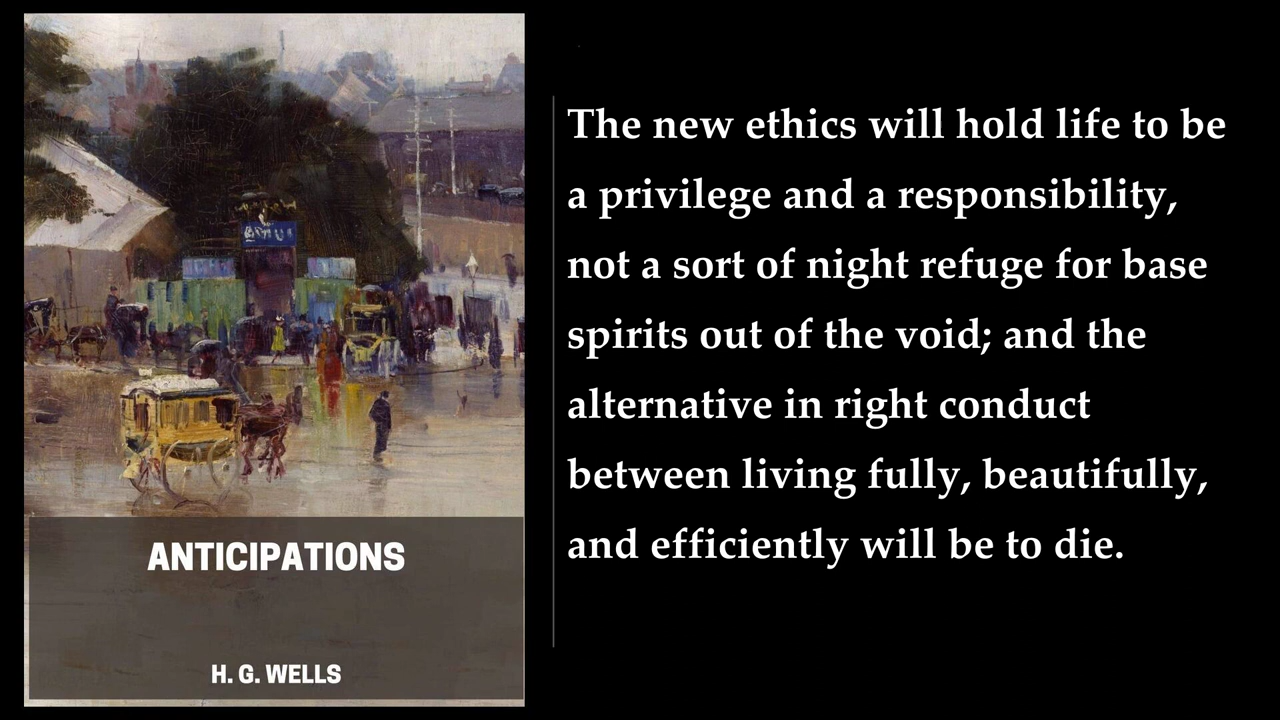 ANTICIPATIONS
H. G. WELLS
The new ethics will hold life to be
a privilege and a responsibility,
not a sort of night refuge for base
spirits out of the void; and the
alternative in right conduct
between living fully, beautifully,
and efficiently will be to die.